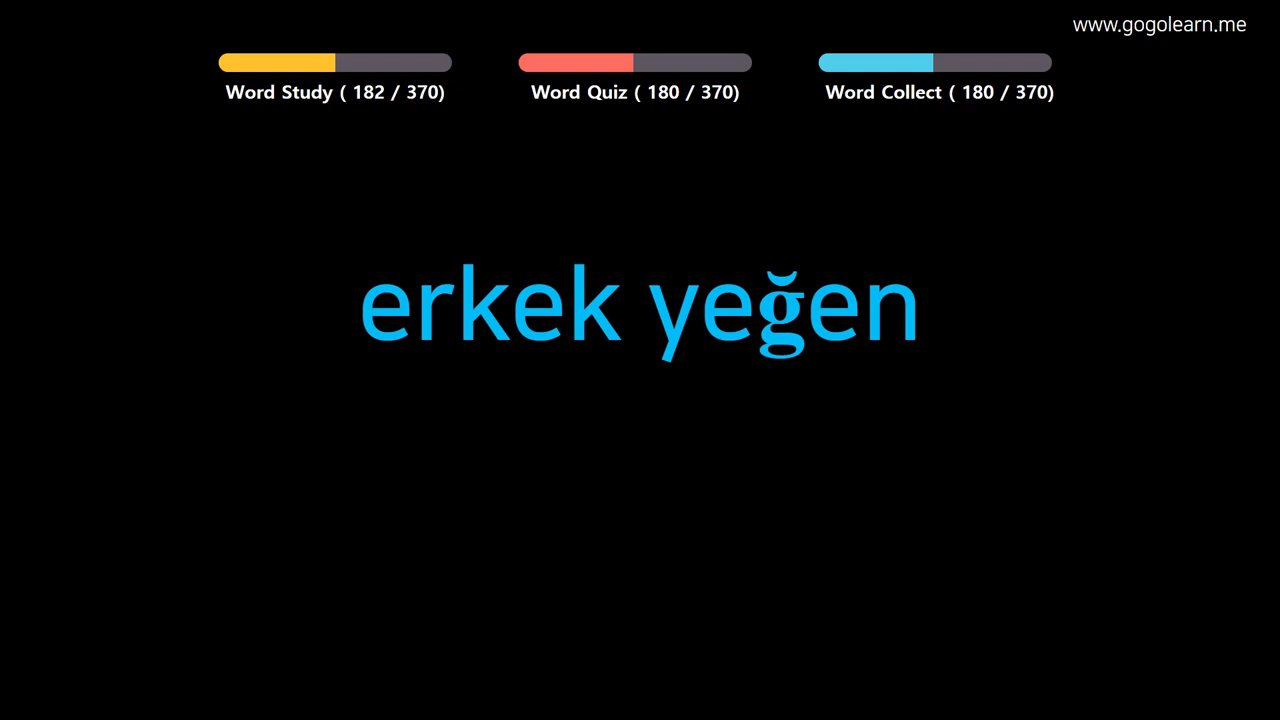 www.gogolearn.me
Word Study ( 182 / 370)
Word Quiz ( 180 / 370)
Word Collect ( 180 / 370)
erkek yeğen